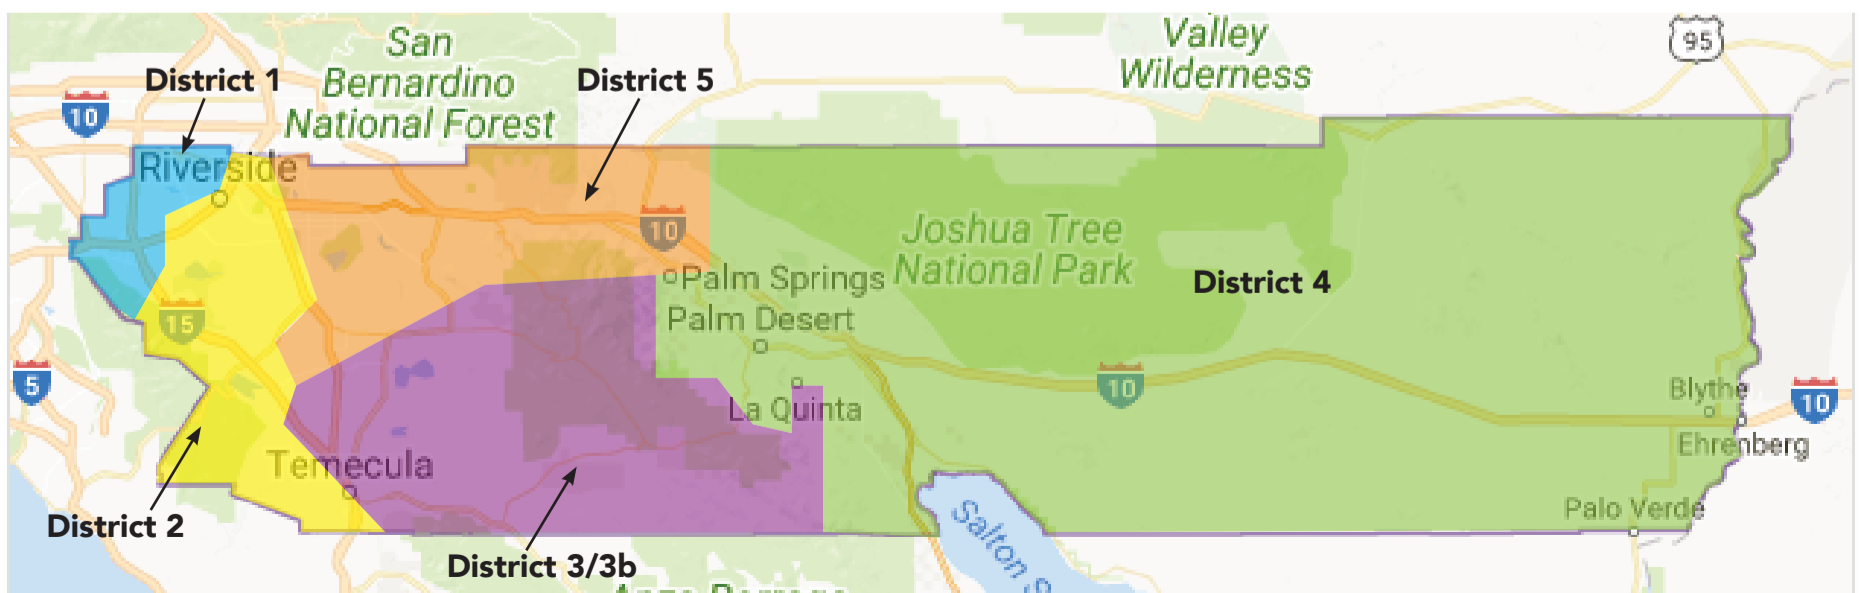 San
Bernardino
National Forest
Valley
Wilderness
95
District 1
District 5
10
Riverside
10
Joshua Tree
National Park
Palm Springs
District 4
Palm Desert
15
5
10
Blythe
10
La Quinta
Ehrenberg
Temecula
Palo Verde
District 2
Salton S
District 3/3b